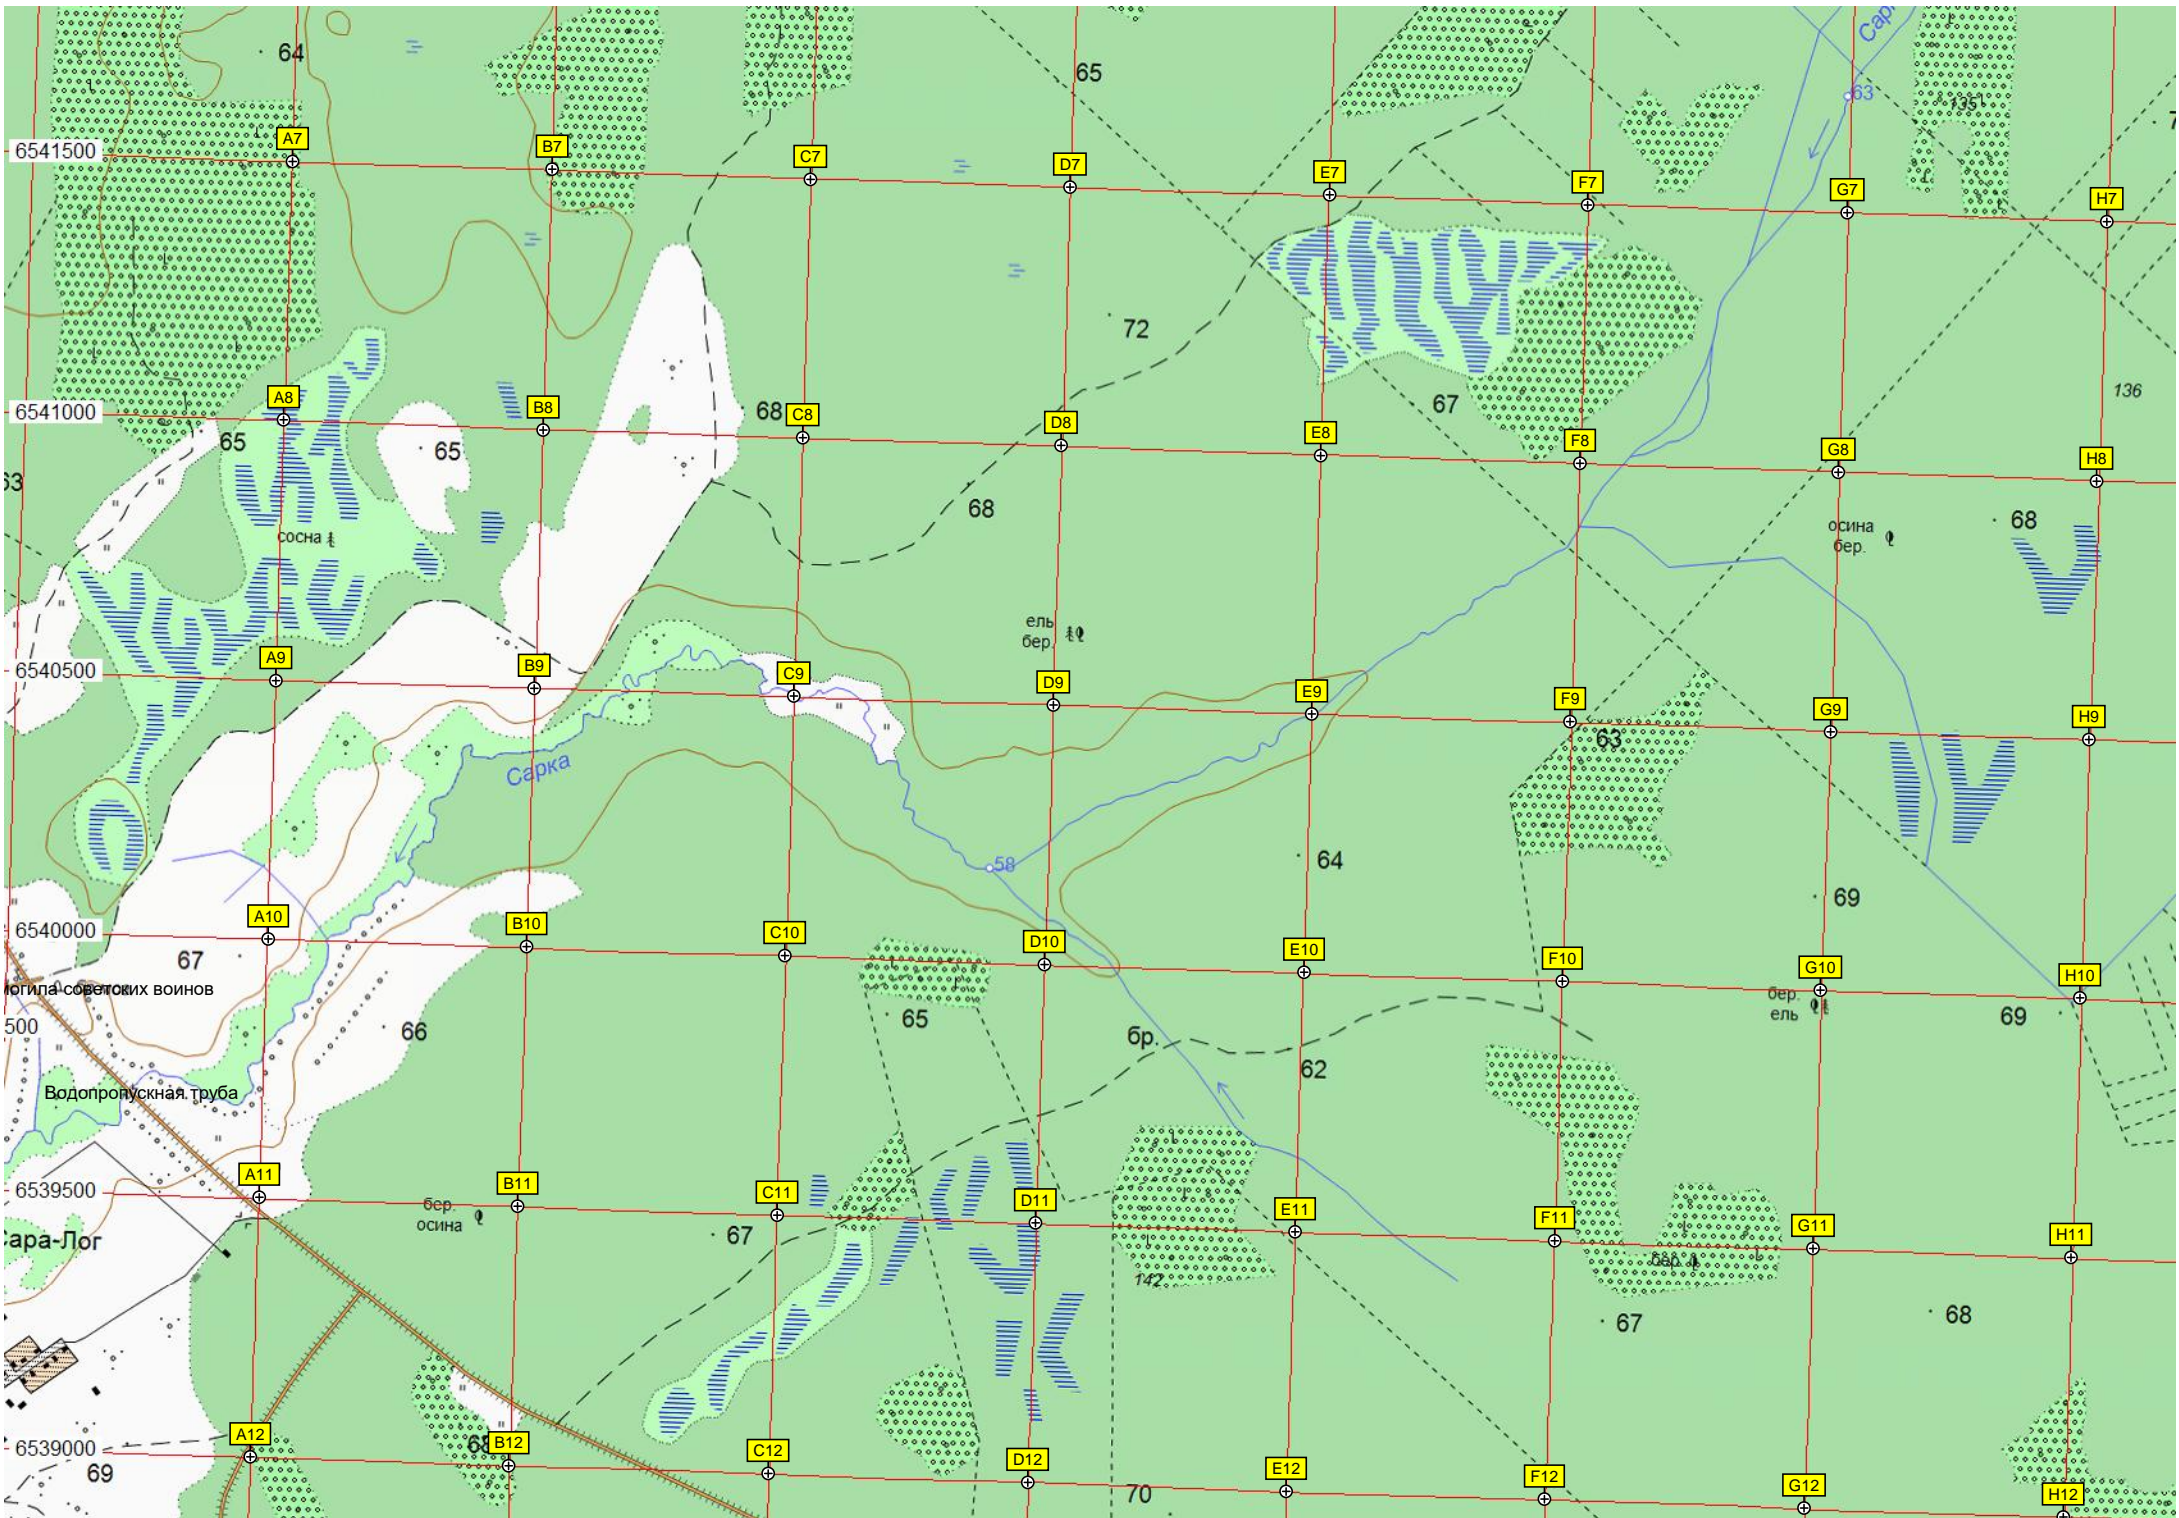 64
65
Сар
63
135
A7
B7
C7
D7
E7
F7
G7
H7
6541500
72
136
A8
B8
C8
D8
E8
F8
G8
H8
6541000
68
67
65
65
63
68
68
осина
бер.
сосна
ель
бер.
A9
B9
C9
D9
E9
F9
G9
H9
6540500
63
Сарка
58
64
69
A10
B10
C10
D10
E10
F10
G10
H10
6540000
67
огила советских воинов
500
66
65
бр.
62
бер.
ель
69
Водопропускная труба
A11
B11
C11
D11
E11
F11
G11
H11
6539500
бер.
осина
67
ара-Лог
142
бер.
67
68
A12
B12
C12
D12
E12
F12
G12
H12
6539000
69
70